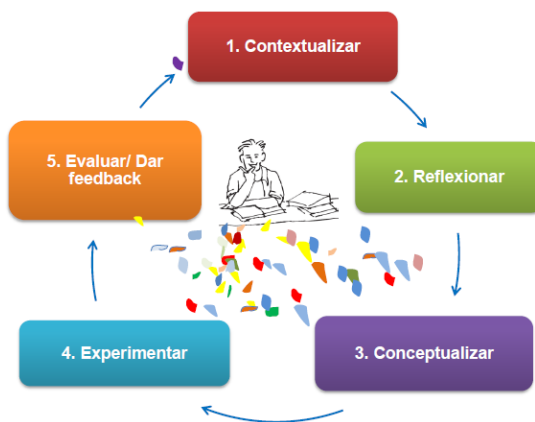 1. Contextualizar
2. Reflexionar
3. Conceptualizar
4. Experimentar
5. Evaluar/ Dar
feedback